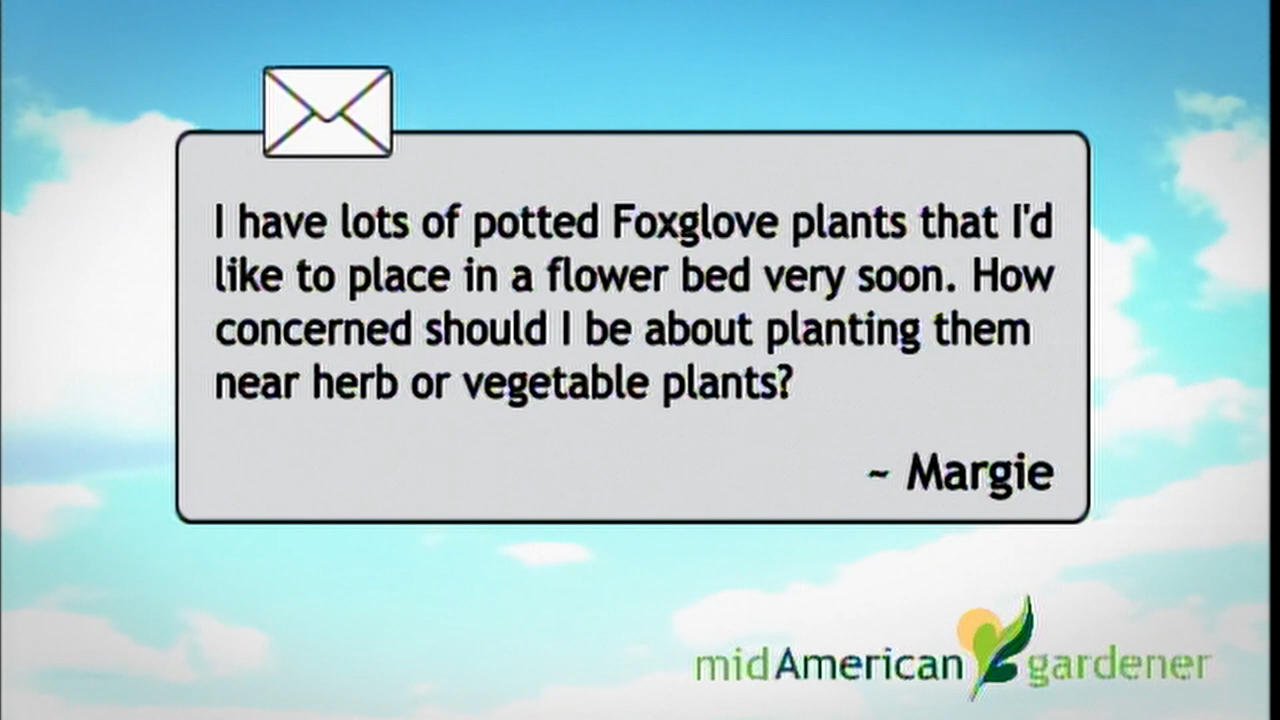 I have lots of potted Foxglove plants that I'd
like to place in a flower bed very soon. How
concerned should I be about planting them
near herb or vegetable plants?
~ Margie
midAmerican gardener